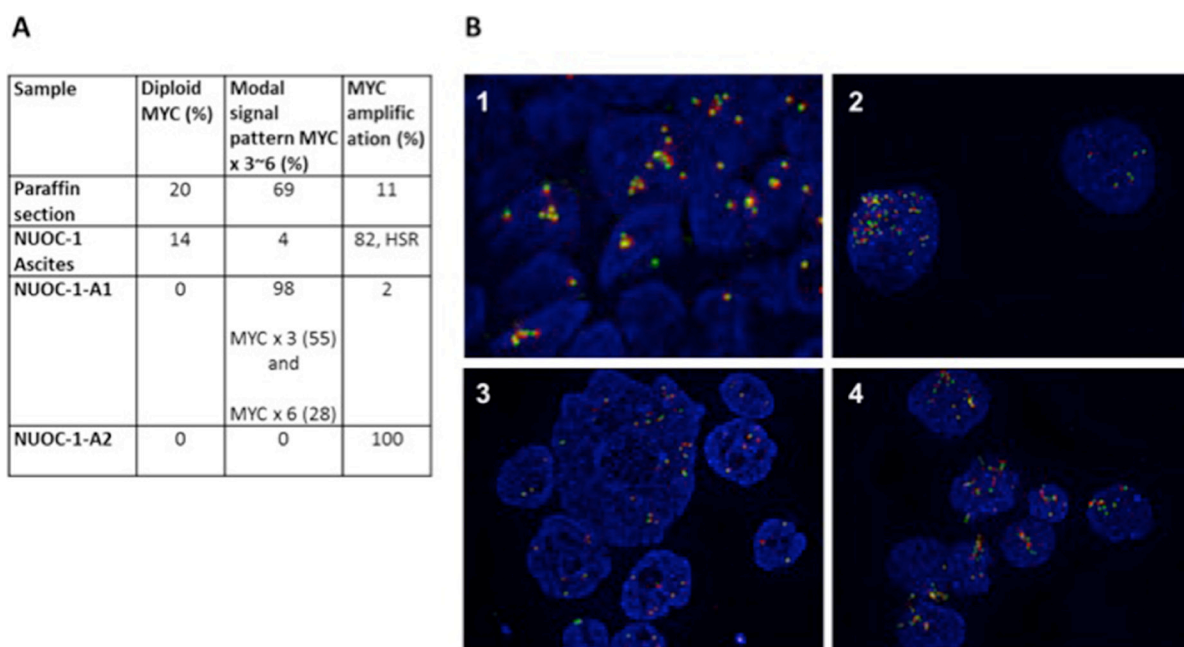 A
B
Sample
Diploid
MYC (%)
Modal
signal
pattern MYC
x 3~6 (%)
MYC
amplific
ation (%)
Paraffin
section
20
69
11
NUOC-1
Ascites
14
4
82, HSR
NUOC-1-A1
0
98
MYC x 3 (55)
and
MYC x 6 (28)
2
NUOC-1-A2
0
0
100
1
2
3
4